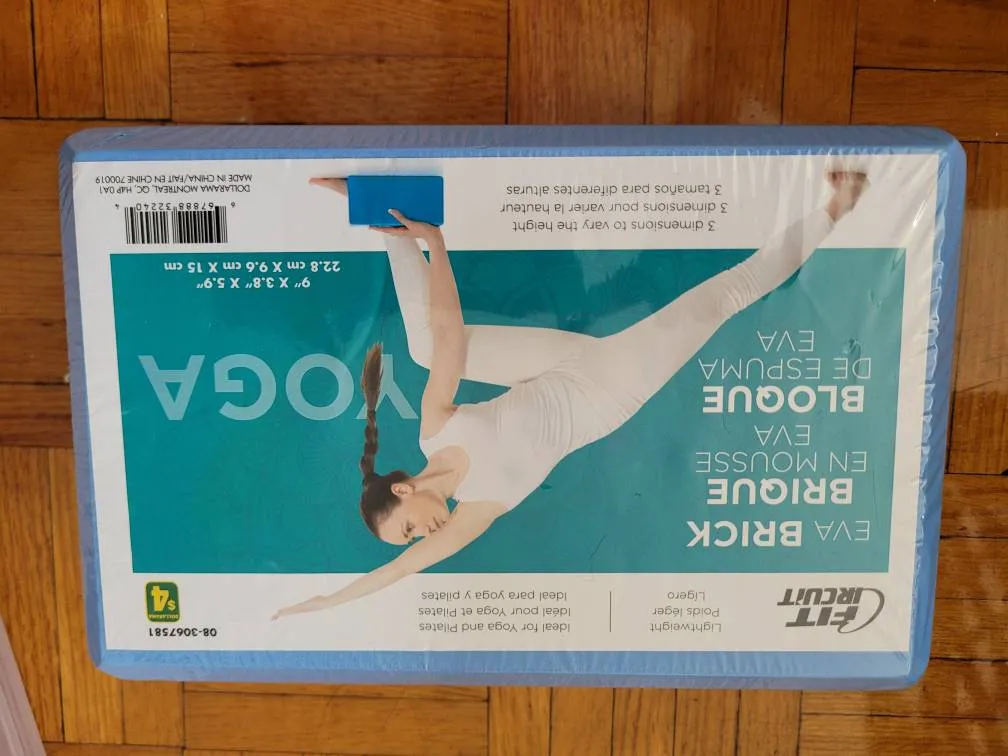 FIT
CIRCUIT
Lightweight
Poids léger
Ligero
Ideal for Yoga and Pilates
Idéal pour Yoga et Pilates
Ideal para yoga y pilates
08-3067581
DOLLARAMA
$4
EVA BRICK
BRIQUE
EN MOUSSE
EVA
BLOQUE
DE ESPUMA
EVA
YOGA
9" X 3.8" X 5.9"
22.8 cm X 9.6 cm X 15 cm
3 dimensions to vary the height
3 dimensions pour varier la hauteur
3 tamaños para diferentes alturas
6 67888 32240 4
DOLLARAMA MONTREAL, QC, H4P 0A1
MADE IN CHINA/FAIT EN CHINE 700019